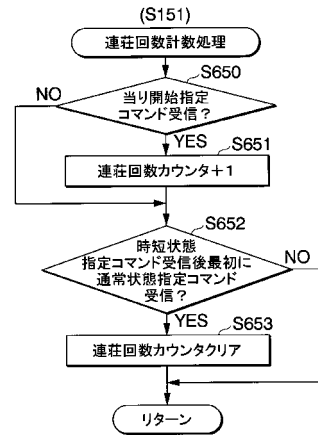 (S151)
連荘回数計数処理
S650
当り開始指定
コマンド受信？
NO
YES
S651
連荘回数カウンタ+1
S652
時短状態
指定コマンド受信後最初に
通常状態指定コマンド
受信？
NO
YES
S653
連荘回数カウンタクリア
リターン